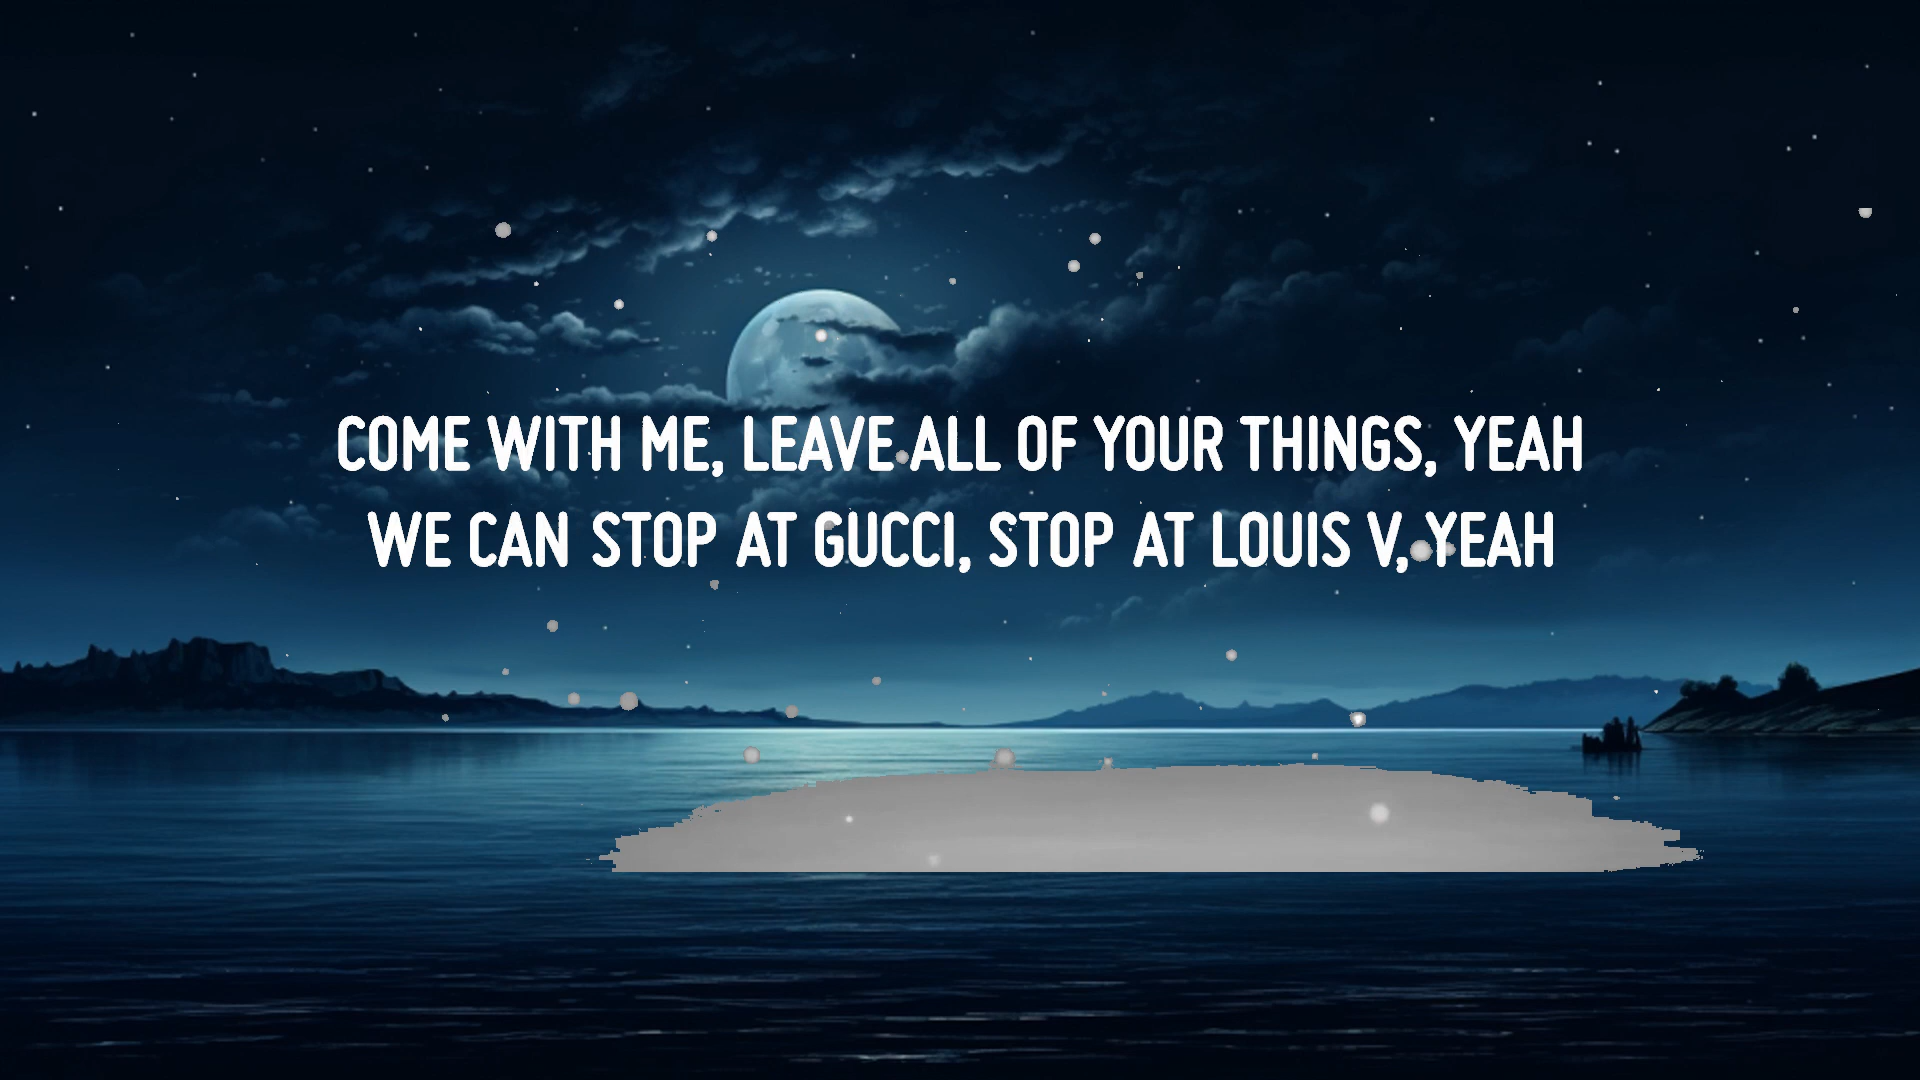 COME WITH ME, LEAVE ALL OF YOUR THINGS, YEAH
WE CAN STOP AT GUCCI, STOP AT LOUIS V, YEAH